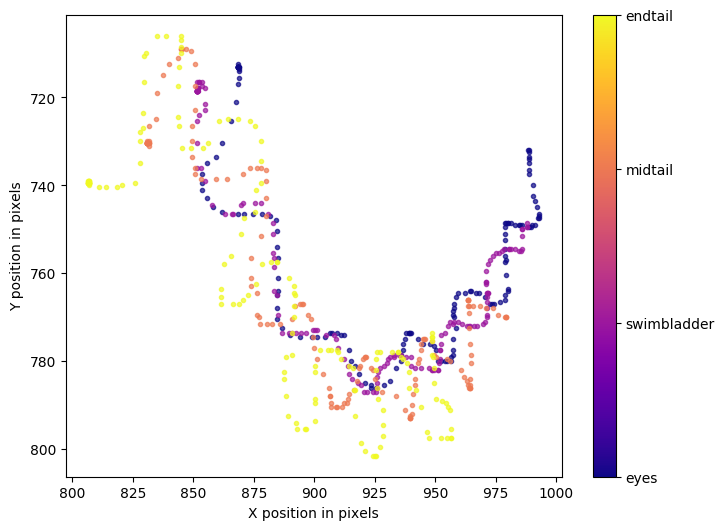 720
740
760
780
800
Y position in pixels
800
825
850
875
900
925
950
975
1000
X position in pixels
endtail
midtail
swimbladder
eyes